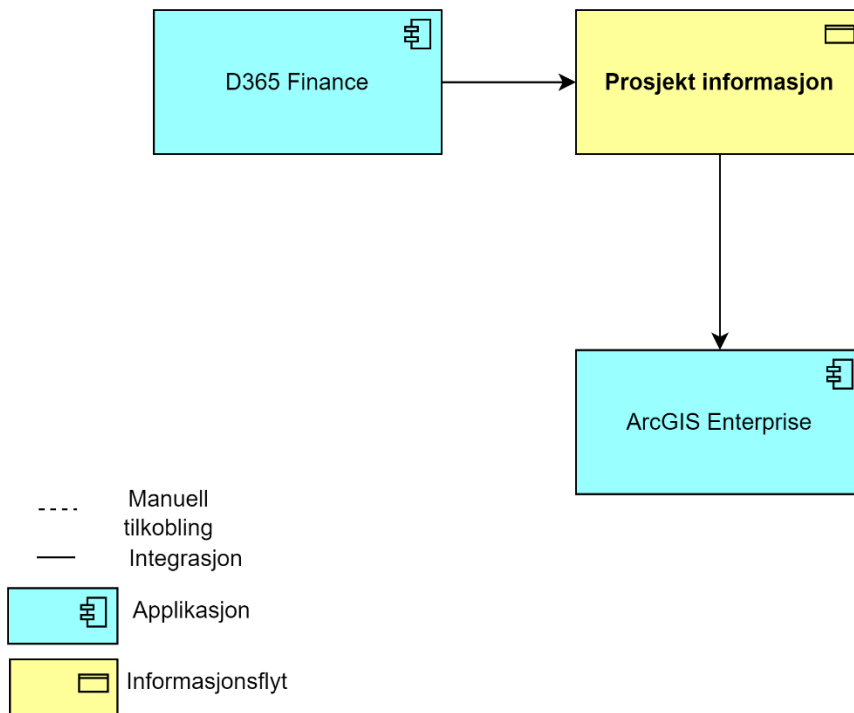 D365 Finance
Prosjekt informasjon
ArcGIS Enterprise
Manuell
tilkobling
Integrasjon
Applikasjon
Informasjonsflyt